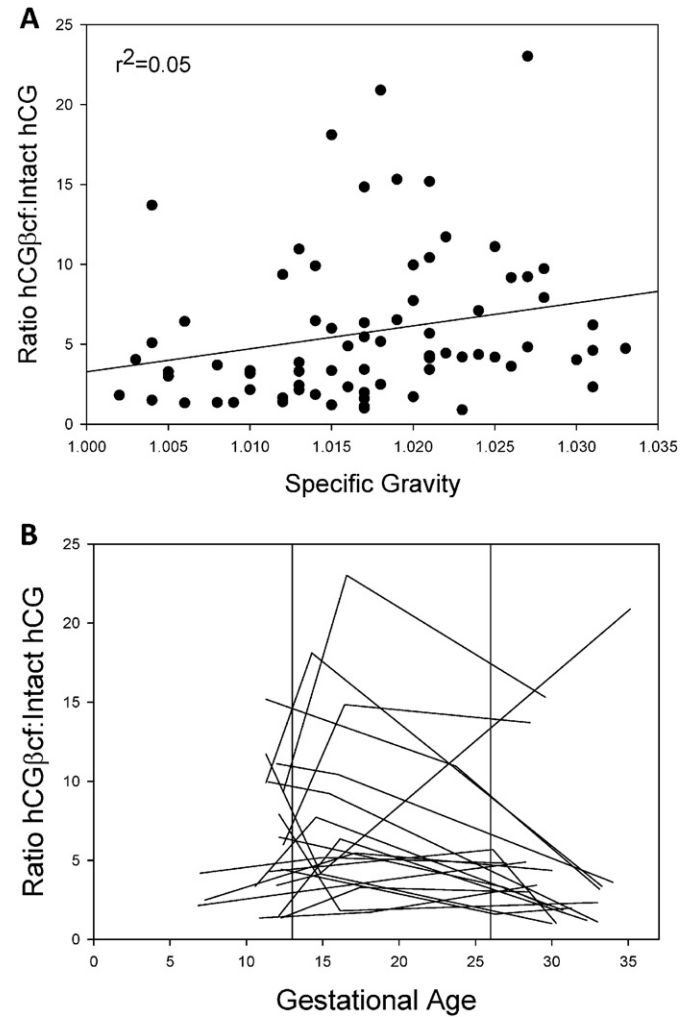 A
r²=0.05
Ratio hCGβcf:Intact hCG
25
20
15
10
5
0
1.000 1.005 1.010 1.015 1.020 1.025 1.030 1.035
Specific Gravity
B
Ratio hCGβcf:Intact hCG
25
20
15
10
5
0
0 5 10 15 20 25 30 35
Gestational Age